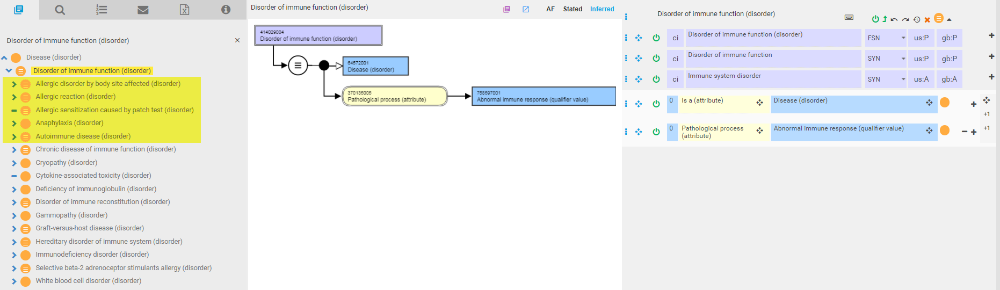 Disorder of immune function (disorder)
Disease (disorder)
Disorder of immune function (disorder)
Allergic disorder by body site affected (disorder)
Allergic reaction (disorder)
Allergic sensitization caused by patch test (disorder)
Anaphylaxis (disorder)
Autoimmune disease (disorder)
Chronic disease of immune function (disorder)
Cryopathy (disorder)
Cytokine-associated toxicity (disorder)
Deficiency of immunoglobulin (disorder)
Disorder of immune reconstitution (disorder)
Gammopathy (disorder)
Graft-versus-host disease (disorder)
Hereditary disorder of immune system (disorder)
Immunodeficiency disorder (disorder)
Selective beta-2 adrenoceptor stimulants allergy (disorder)
White blood cell disorder (disorder)
Disorder of immune function (disorder) AF Stated Inferred
414029004
Disorder of immune function (disorder)
64572001
Disease (disorder)
370135005
Pathological process (attribute)
758597001
Abnormal immune response (qualifier value)
Disorder of immune function (disorder)
ci Disorder of immune function (disorder) FSN us:P gb:P
ci Disorder of immune function SYN us:P gb:P
ci Immune system disorder SYN us:A gb:A
0 Is a (attribute) Disease (disorder)
+1
0 Pathological process (attribute) Abnormal immune response (qualifier value) +1